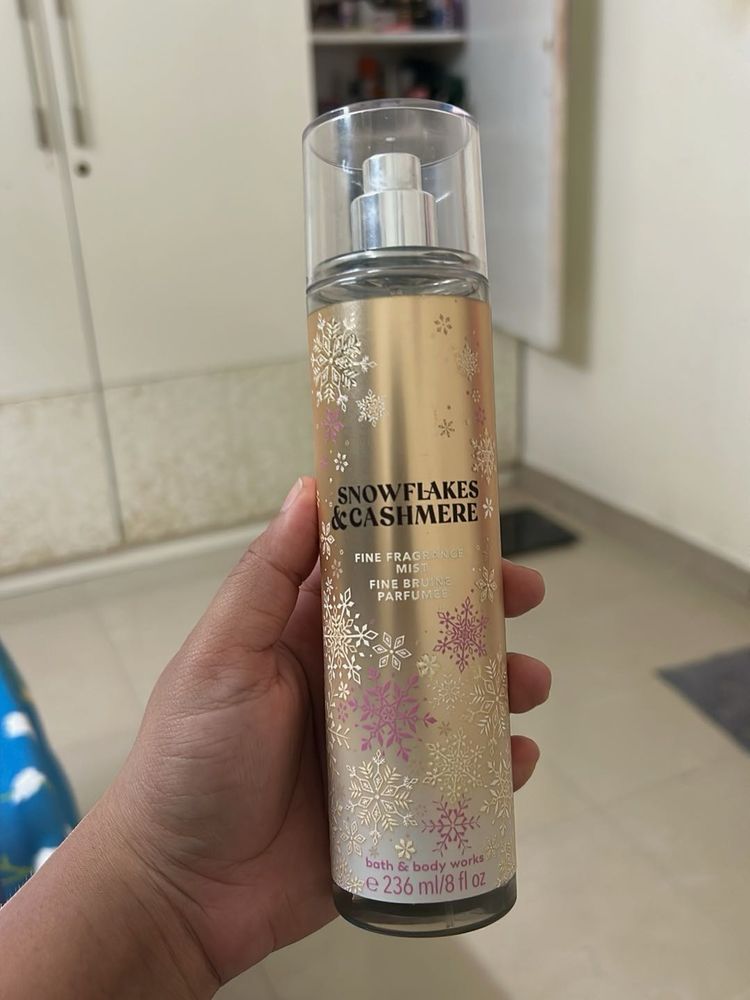 SNOWFLAKES
& CASHMERE
FINE FRAGRANCE
MIST
FINE BRUINE
PARFUMÉE
bath & body works
e 236 ml/8 fl oz